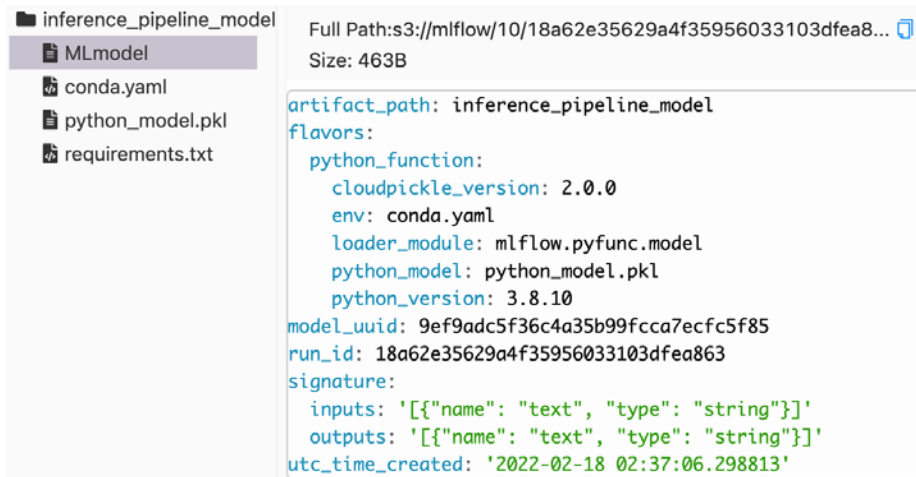 inference_pipeline_model
MLmodel
conda.yaml
python_model.pkl
requirements.txt
Full Path:s3://mlflow/10/18a62e35629a4f35956033103dfea8...
Size: 463B
artifact_path: inference_pipeline_model
flavors:
  python_function:
    cloudpickle_version: 2.0.0
    env: conda.yaml
    loader_module: mlflow.pyfunc.model
    python_model: python_model.pkl
    python_version: 3.8.10
model_uuid: 9ef9adc5f36c4a35b99fcca7ecfc5f85
run_id: 18a62e35629a4f35956033103dfea863
signature:
  inputs: '[{"name": "text", "type": "string"}]'
  outputs: '[{"name": "text", "type": "string"}]'
utc_time_created: '2022-02-18 02:37:06.298813'